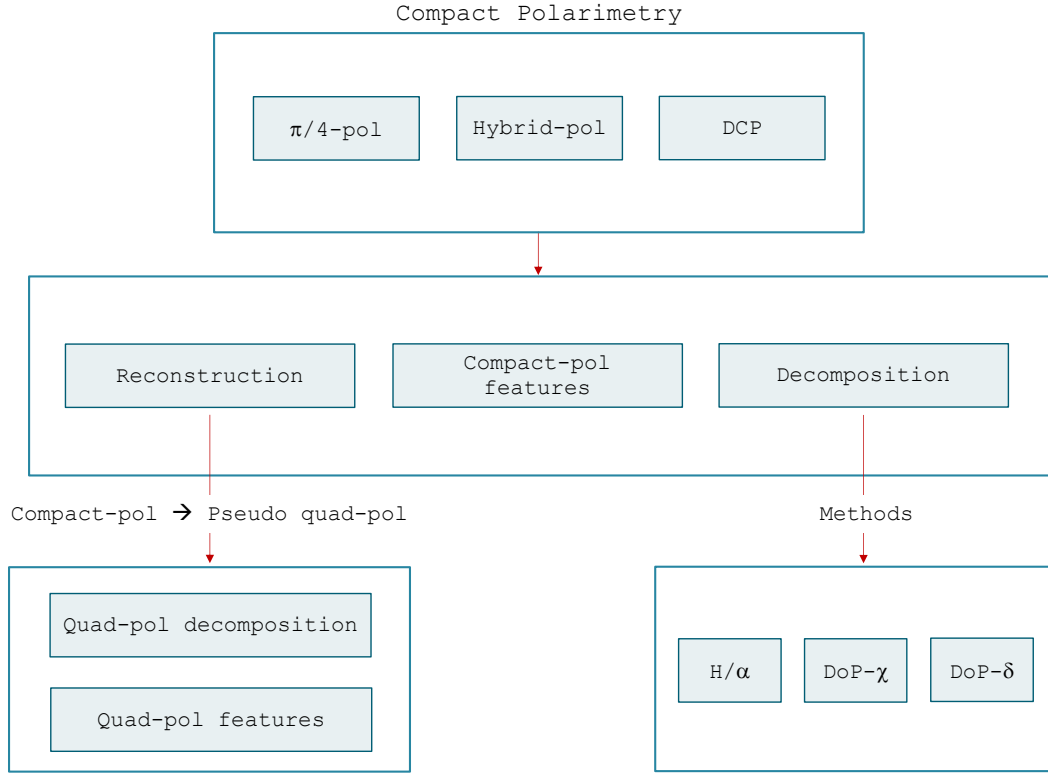 Compact Polarimetry
π/4-pol
Hybrid-pol
DCP
Reconstruction
Compact-pol
features
Decomposition
Compact-pol → Pseudo quad-pol
Methods
Quad-pol decomposition
Quad-pol features
H/α
DoP-χ
DoP-δ